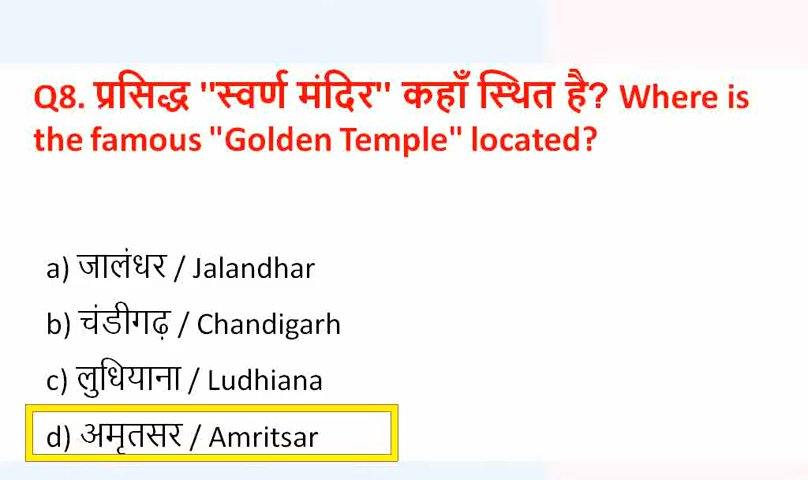 Q8. प्रसिद्ध "स्वर्ण मंदिर" कहाँ स्थित है? Where is
the famous "Golden Temple" located?
a) जालंधर / Jalandhar
b) चंडीगढ़ / Chandigarh
c) लुधियाना / Ludhiana
d) अमृतसर / Amritsar